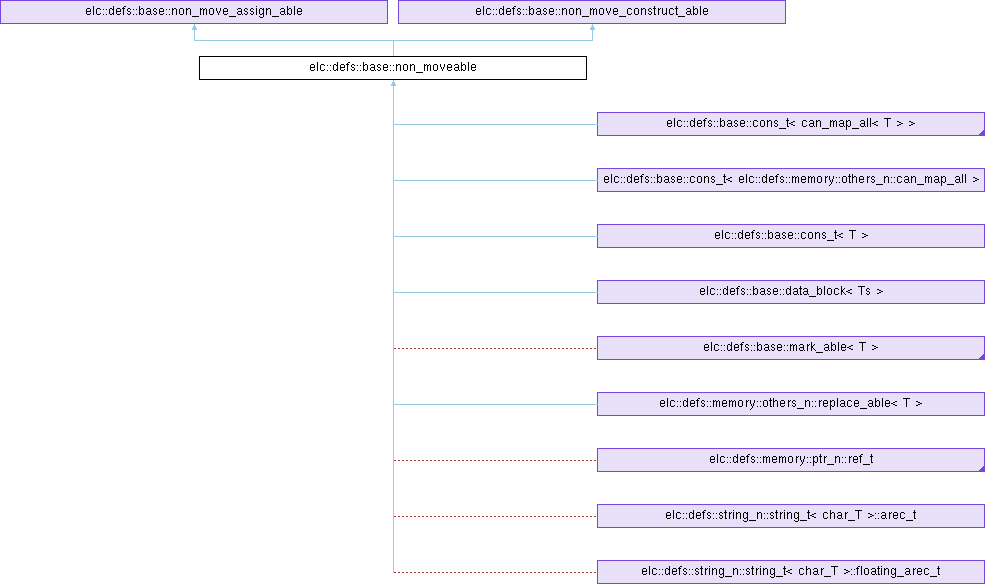 elc::defs::base::non_move_assign_able
elc::defs::base::non_move_construct_able
elc::defs::base::non_moveable
elc::defs::base::cons_t< can_map_all< T > >
elc::defs::base::cons_t< elc::defs::memory::others_n::can_map_all >
elc::defs::base::cons_t< T >
elc::defs::base::data_block< Ts >
elc::defs::base::mark_able< T >
elc::defs::memory::others_n::replace_able< T >
elc::defs::memory::ptr_n::ref_t
elc::defs::string_n::string_t< char_T >::arec_t
elc::defs::string_n::string_t< char_T >::floating_arec_t